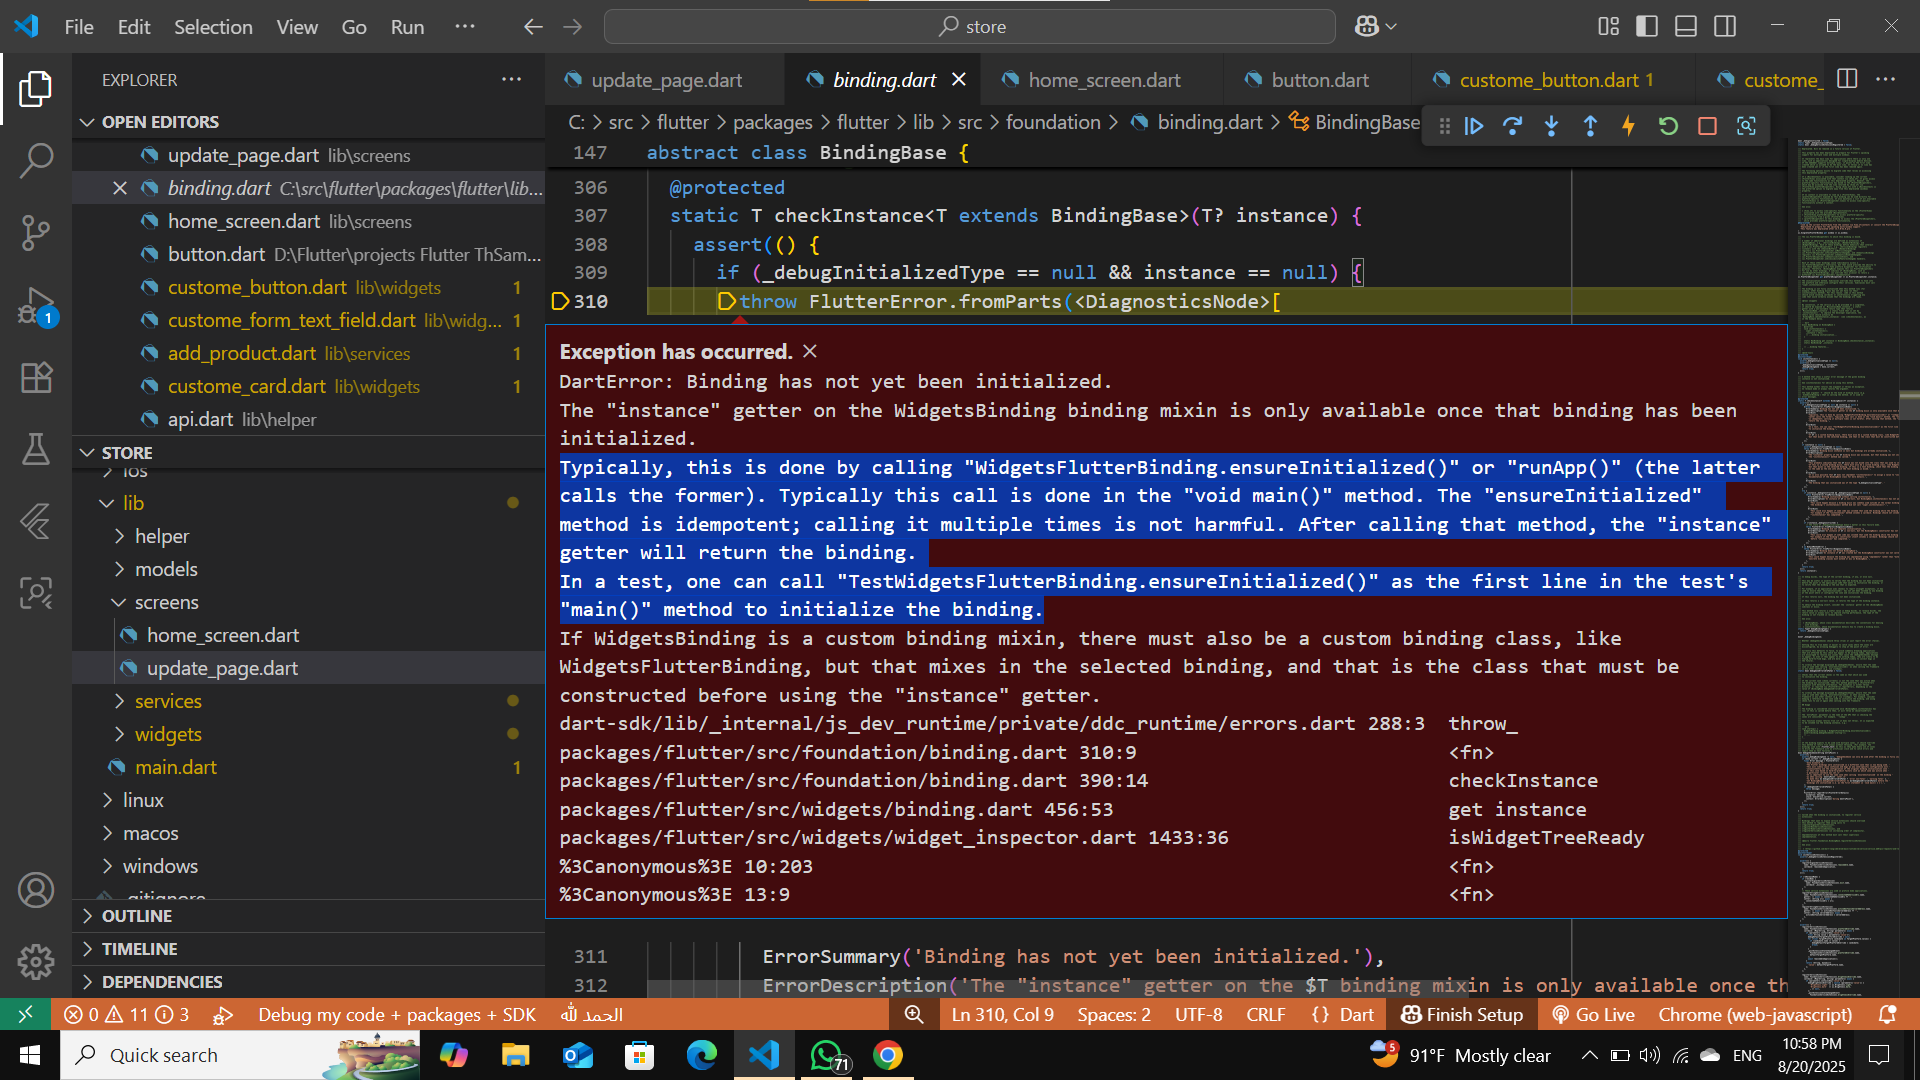 File Edit Selection View Go Run ···
store
EXPLORER
OPEN EDITORS
update_page.dart lib\screens
binding.dart C:\src\flutter\packages\flutter\lib...
home_screen.dart lib\screens
button.dart D:\Flutter\projects Flutter ThSam...
custome_button.dart lib\widgets 1
custome_form_text_field.dart lib\widg... 1
add_product.dart lib\services 1
custome_card.dart lib\widgets 1
api.dart lib\helper
STORE
ios
lib
helper
models
screens
home_screen.dart
update_page.dart
services
widgets
main.dart 1
linux
macos
windows
.gitignore
OUTLINE
TIMELINE
DEPENDENCIES
1
update_page.dart binding.dart home_screen.dart button.dart custome_button.dart 1 custome_
C: > src > flutter > packages > flutter > lib > src > foundation > binding.dart > BindingBase
147 abstract class BindingBase {
306 @protected
307 static T checkInstance<T extends BindingBase>(T? instance) {
308 assert(() {
309 if (_debugInitializedType == null && instance == null) {
310 throw FlutterError.fromParts(<DiagnosticsNode>[
Exception has occurred.
DartError: Binding has not yet been initialized.
The "instance" getter on the WidgetsBinding binding mixin is only available once that binding has been
initialized.
Typically, this is done by calling "WidgetsFlutterBinding.ensureInitialized()" or "runApp()" (the latter
calls the former). Typically this call is done in the "void main()" method. The "ensureInitialized"
method is idempotent; calling it multiple times is not harmful. After calling that method, the "instance"
getter will return the binding.
In a test, one can call "TestWidgetsFlutterBinding.ensureInitialized()" as the first line in the test's
"main()" method to initialize the binding.
If WidgetsBinding is a custom binding mixin, there must also be a custom binding class, like
WidgetsFlutterBinding, but that mixes in the selected binding, and that is the class that must be
constructed before using the "instance" getter.
dart-sdk/lib/_internal/js_dev_runtime/private/ddc_runtime/errors.dart 288:3 throw_
packages/flutter/src/foundation/binding.dart 310:9 <fn>
packages/flutter/src/foundation/binding.dart 390:14 checkInstance
packages/flutter/src/widgets/binding.dart 456:53 get instance
packages/flutter/src/widgets/widget_inspector.dart 1433:36 isWidgetTreeReady
%3Canonymous%3E 10:203 <fn>
%3Canonymous%3E 13:9 <fn>
311 ErrorSummary('Binding has not yet been initialized.'),
312 ErrorDescription('The "instance" getter on the $T binding mixin is only available once th
0 11 3 Debug my code + packages + SDK الحمد لله Ln 310, Col 9 Spaces: 2 UTF-8 CRLF {} Dart Finish Setup Go Live Chrome (web-javascript)
Quick search 71 5 91°F Mostly clear ENG 10:58 PM
8/20/2025